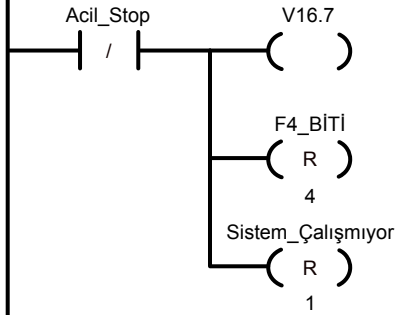 Acil_Stop
V16.7
/
F4_BİTİ
R
4
Sistem_Çalışmıyor
R
1